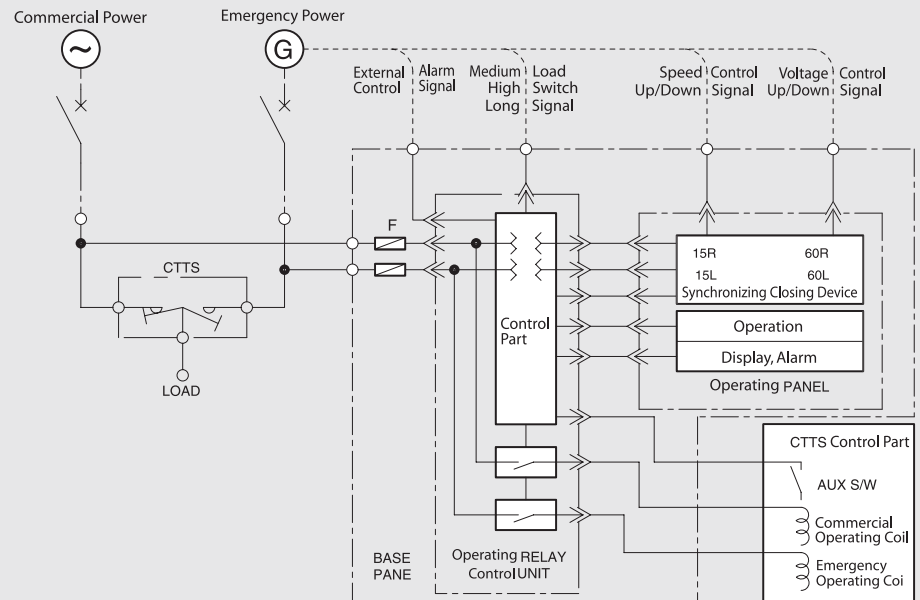 Commercial Power
Emergency Power
~
G
External
Control
Alarm
Signal
Medium
High
Long
Load
Switch
Signal
Speed
Up/Down
Control
Signal
Voltage
Up/Down
Control
Signal
F
CTTS
LOAD
15R
60R
15L
60L
Synchronizing Closing Device
Control
Part
Operation
Display, Alarm
Operating PANEL
CTTS Control Part
AUX S/W
Commercial
Operating Coil
Emergency
Operating Coi
BASE
PANE
Operating RELAY
Control UNIT